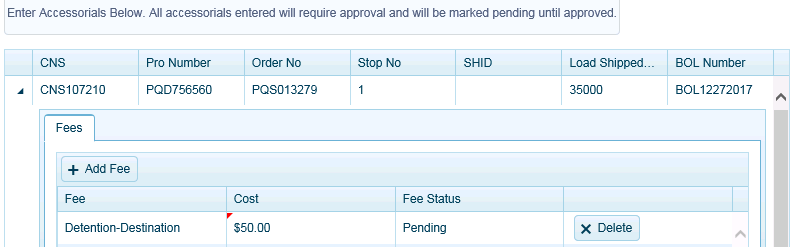 Enter Accessorials Below. All accessorials entered will require approval and will be marked pending until approved.
CNS Pro Number Order No Stop No SHID Load Shipped... BOL Number
CNS107210 PQD756560 PQS013279 1 35000 BOL12272017
Fees
+ Add Fee
Fee Cost Fee Status
Detention-Destination $50.00 Pending × Delete